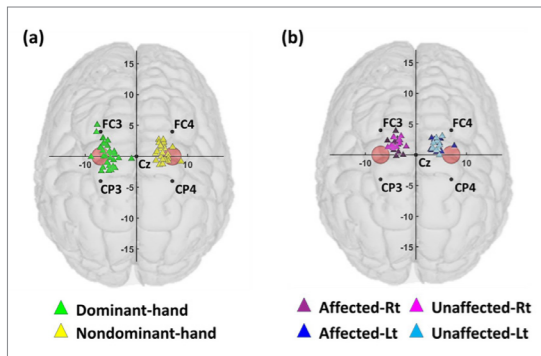 (a)
15
10
5
FC3 FC4
-10 Cz 10
CP3 CP4
-5
-10
-15
Dominant-hand
Nondominant-hand
(b)
15
10
5
FC3 FC4
-10 Cz 10
CP3 CP4
-5
-10
-15
Affected-Rt Unaffected-Rt
Affected-Lt Unaffected-Lt